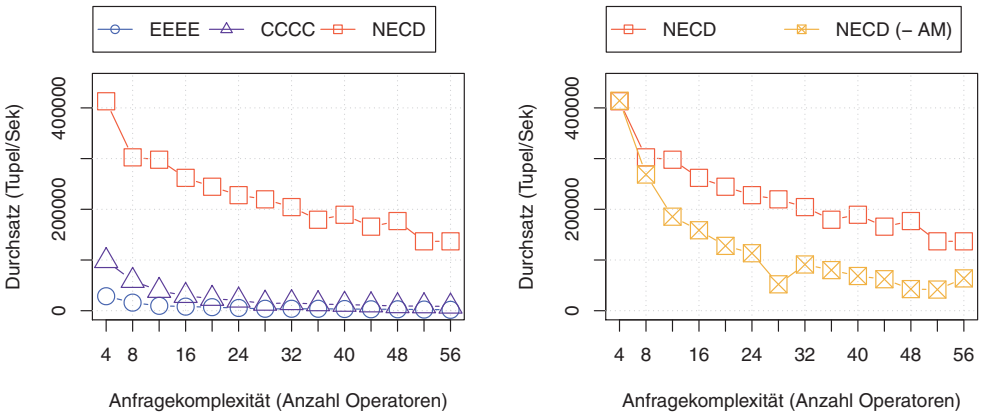 EEEE CCCC NECD
Durchsatz (Tupel/Sek)
400000
200000
0
4 8 16 24 32 40 48 56
Anfragekomplexität (Anzahl Operatoren)
NECD NECD (− AM)
Durchsatz (Tupel/Sek)
400000
200000
0
4 8 16 24 32 40 48 56
Anfragekomplexität (Anzahl Operatoren)